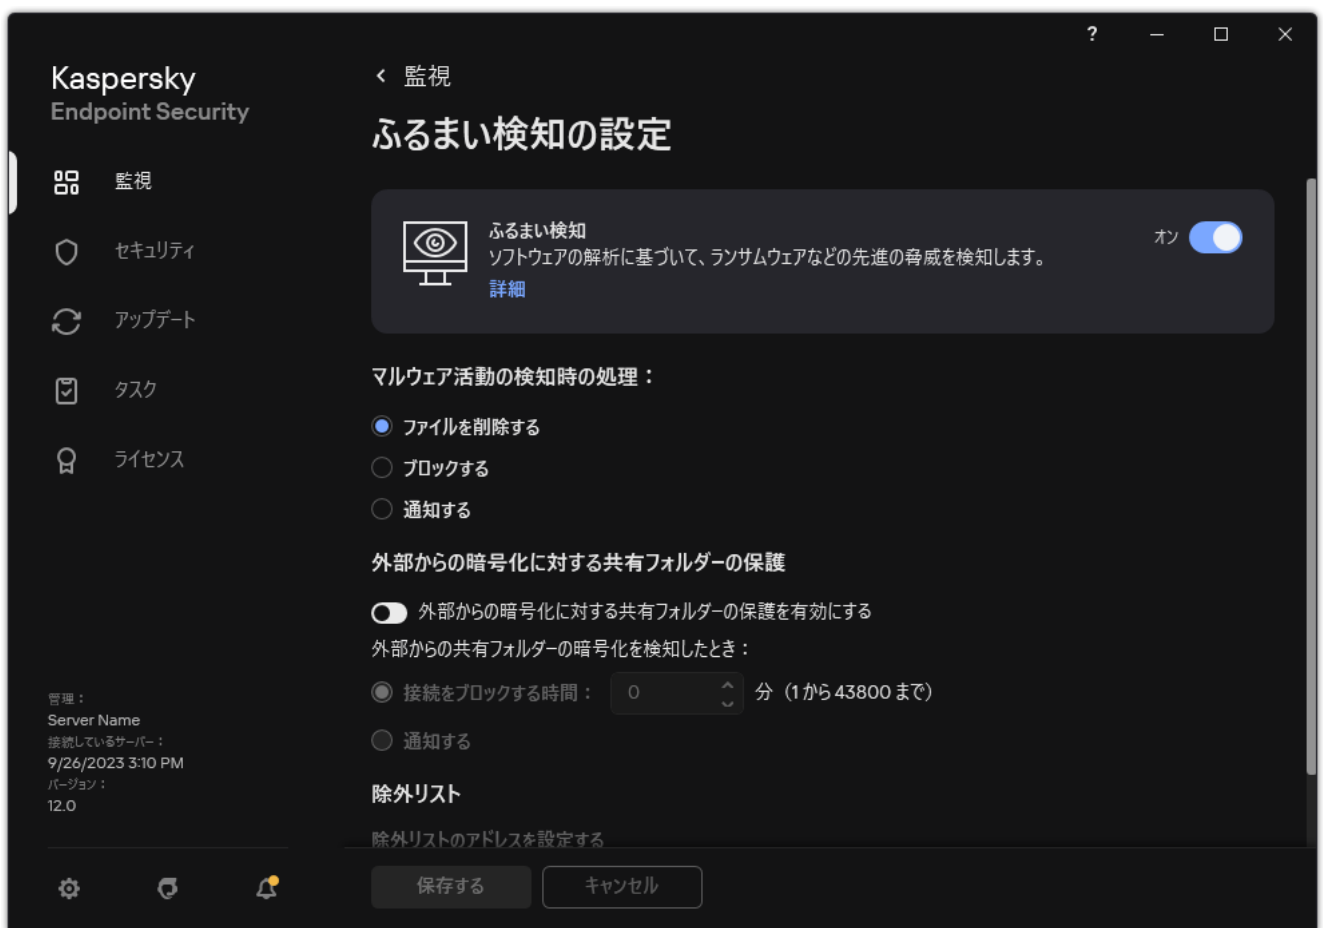 ?
Kaspersky
Endpoint Security
監視
セキュリティ
アップデート
タスク
ライセンス
管理：
Server Name
接続しているサーバー：
9/26/2023 3:10 PM
バージョン：
12.0
監視
ふるまい検知の設定
ふるまい検知
ソフトウェアの解析に基づいて、ランサムウェアなどの先進の脅威を検知します。
詳細
オン
マルウェア活動の検知時の処理：
ファイルを削除する
ブロックする
通知する
外部からの暗号化に対する共有フォルダーの保護
外部からの暗号化に対する共有フォルダーの保護を有効にする
外部からの共有フォルダーの暗号化を検知したとき：
接続をブロックする時間： 0 分（1 から 43800 まで）
通知する
除外リスト
除外リストのアドレスを設定する
保存する キャンセル